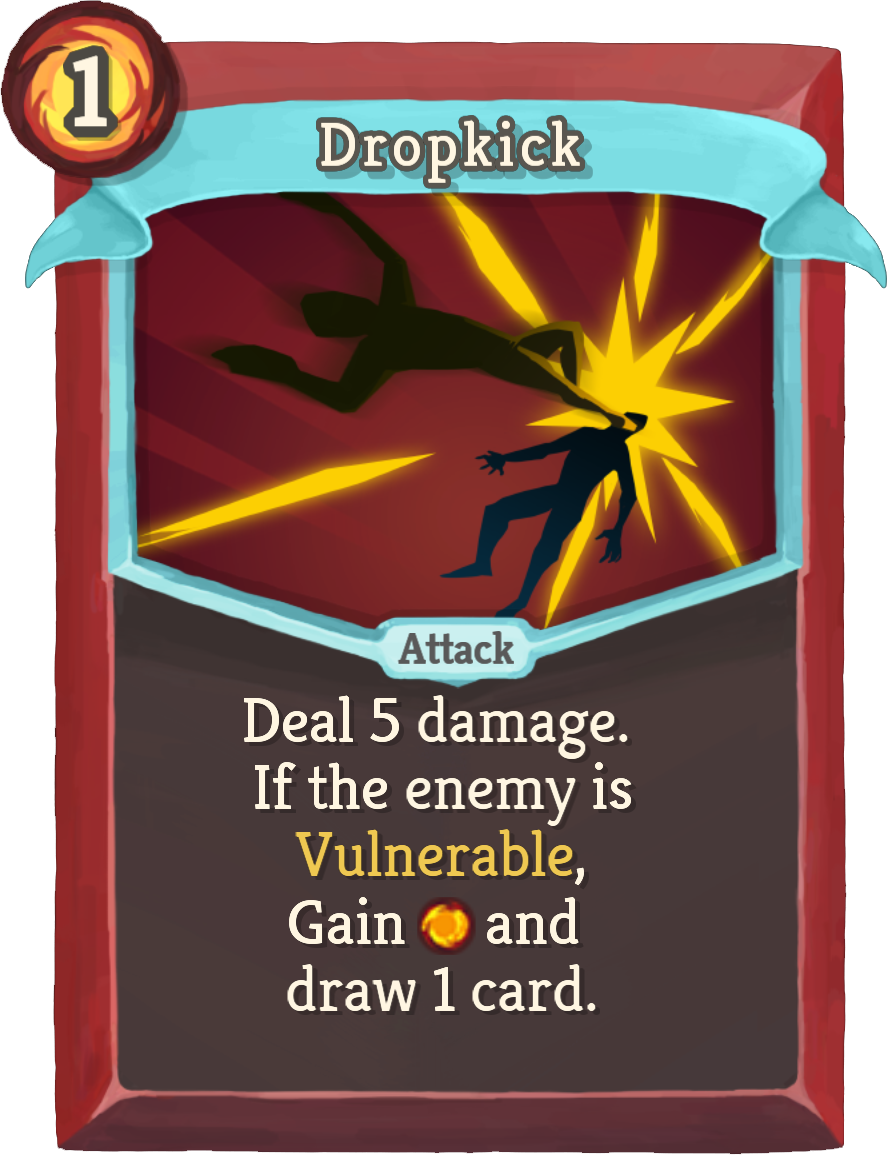 1
Dropkick
Attack
Deal 5 damage.
If the enemy is
Vulnerable,
Gain and
draw 1 card.